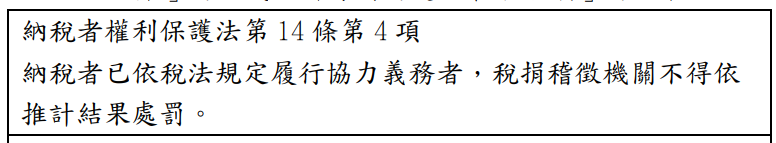 納稅者權利保護法第 14 條第 4 項
納稅者已依稅法規定履行協力義務者，稅捐稽徵機關不得依
推計結果處罰。